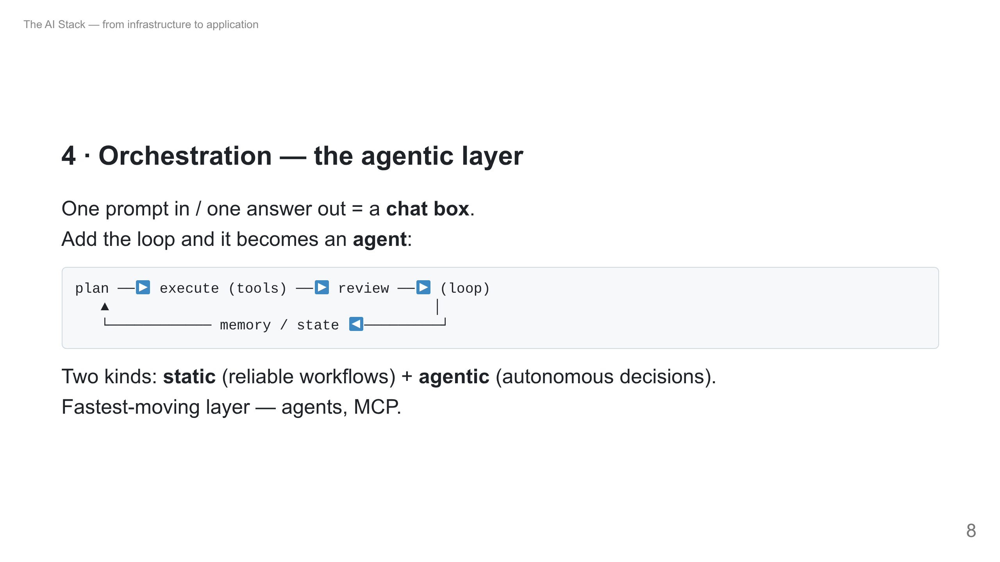 The AI Stack — from infrastructure to application
4 · Orchestration — the agentic layer
One prompt in / one answer out = a chat box.
Add the loop and it becomes an agent:
plan ──▶ execute (tools) ──▶ review ──▶ (loop)
   ▲                                      │
   └───────────── memory / state ◀──────────┘
Two kinds: static (reliable workflows) + agentic (autonomous decisions).
Fastest-moving layer — agents, MCP.
8